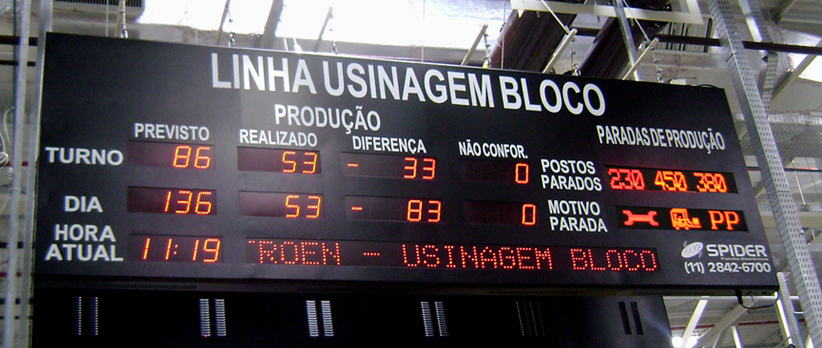 LINHA USINAGEM BLOCO
PRODUÇÃO
PARADAS DE PRODUÇÃO
PREVISTO REALIZADO DIFERENÇA NÃO CONFOR.
TURNO 86 53 - 33 0
POSTOS PARADOS 230 450 380
DIA 136 53 - 83 0
MOTIVO PARADA PP
HORA ATUAL 11:19 ROEN - USINAGEM BLOCO
SPIDER
(11) 2842-6700